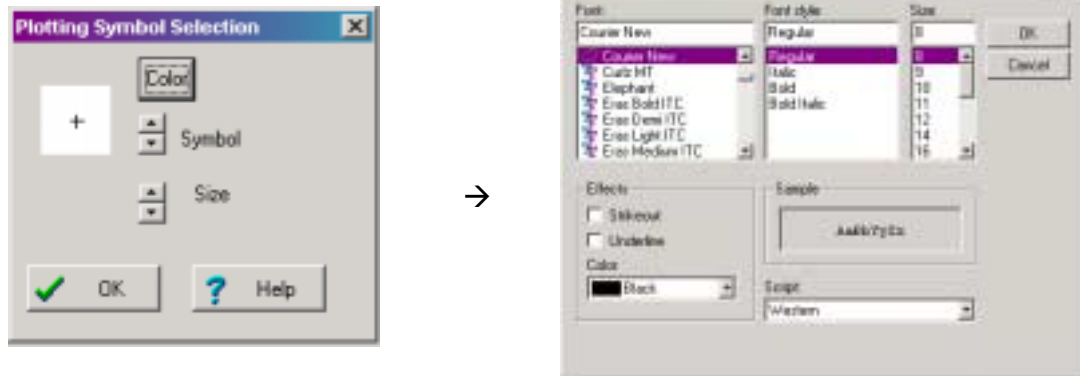 Plotting Symbol Selection
Color
+
Symbol
Size
OK
Help
→
Font:
Font style:
Size
Courier New
Regular
8
OK
Cancel
Courier New
Curlz MT
Elephant
Eras Bold ITC
Eras Demi ITC
Eras Light ITC
Eras Medium ITC
Regular
Italic
Bold
Bold Italic
8
9
10
11
12
14
16
Effects
Strikeout
Underline
Color
Black
Sample
AaBbYyZz
Script:
Western